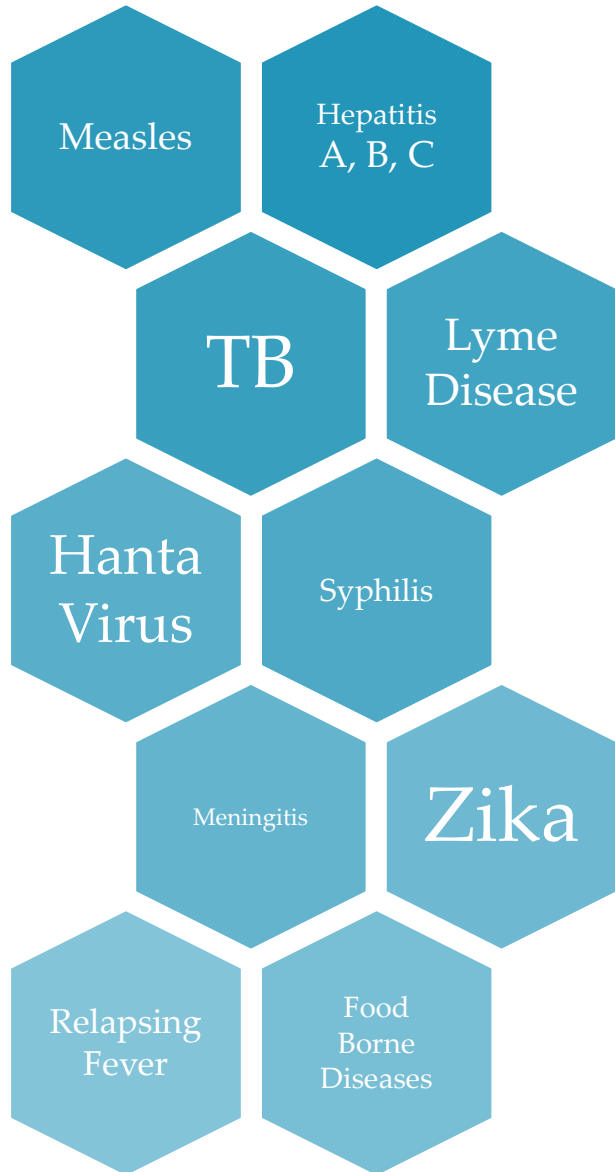 Measles
Hepatitis
A, B, C
TB
Lyme
Disease
Hanta
Virus
Syphilis
Meningitis
Zika
Relapsing
Fever
Food
Borne
Diseases